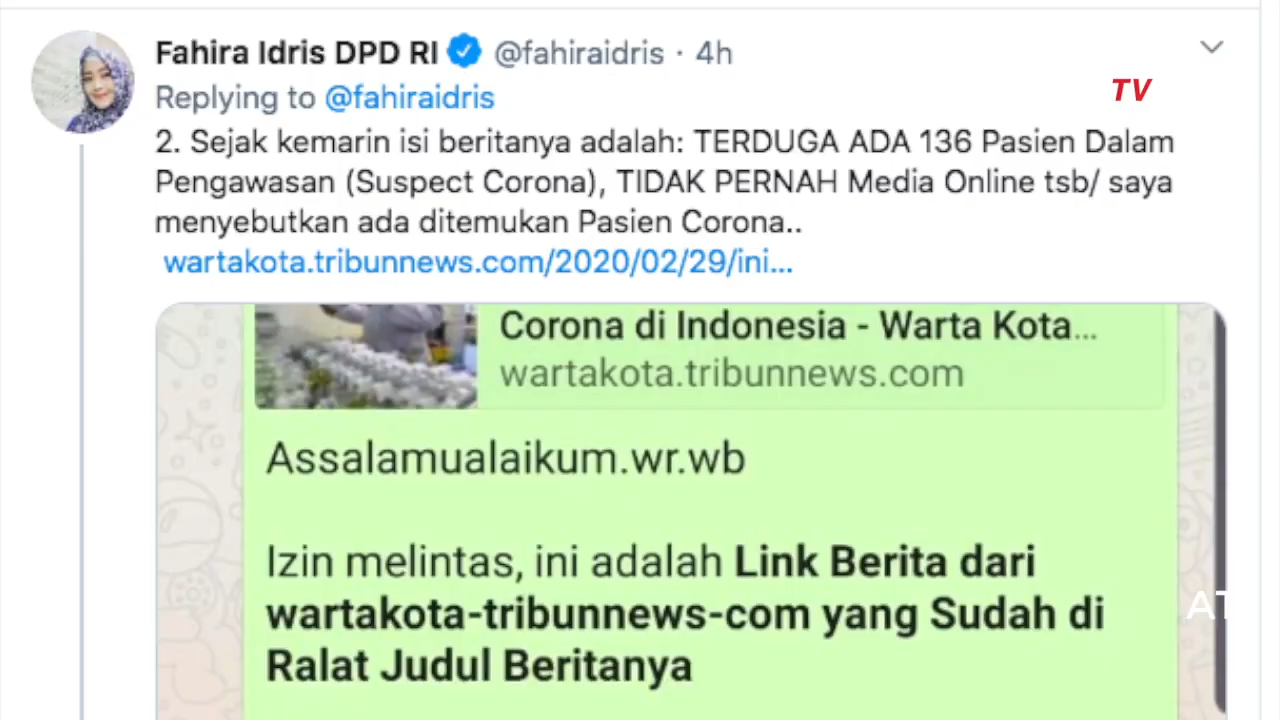 Fahira Idris DPD RI @fahiraidris · 4h
TV
Replying to @fahiraidris
2. Sejak kemarin isi beritanya adalah: TERDUGA ADA 136 Pasien Dalam
Pengawasan (Suspect Corona), TIDAK PERNAH Media Online tsb/ saya
menyebutkan ada ditemukan Pasien Corona..
wartakota.tribunnews.com/2020/02/29/ini...
Corona di Indonesia - Warta Kota...
wartakota.tribunnews.com
Assalamualaikum.wr.wb
Izin melintas, ini adalah Link Berita dari
wartakota-tribunnews-com yang Sudah di
Ralat Judul Beritanya